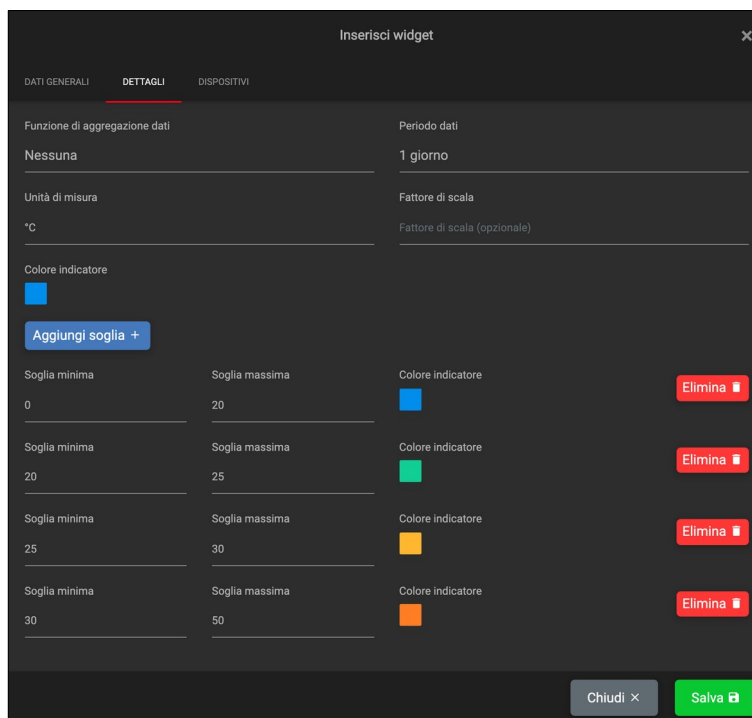 Inserisci widget
DATI GENERALI DETTAGLI DISPOSITIVI
Funzione di aggregazione dati Periodo dati
Nessuna 1 giorno
Unità di misura Fattore di scala
°C Fattore di scala (opzionale)
Colore indicatore
Aggiungi soglia +
Soglia minima Soglia massima Colore indicatore
0 20 Elimina
Soglia minima Soglia massima Colore indicatore
20 25 Elimina
Soglia minima Soglia massima Colore indicatore
25 30 Elimina
Soglia minima Soglia massima Colore indicatore
30 50 Elimina
Chiudi × Salva